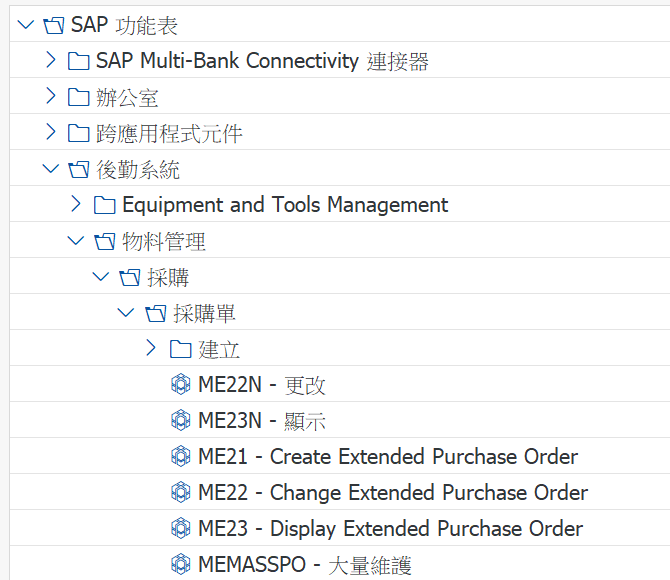 SAP 功能表
SAP Multi-Bank Connectivity 連接器
辦公室
跨應用程式元件
後勤系統
Equipment and Tools Management
物料管理
採購
採購單
建立
ME22N - 更改
ME23N - 顯示
ME21 - Create Extended Purchase Order
ME22 - Change Extended Purchase Order
ME23 - Display Extended Purchase Order
MEMASSPO - 大量維護